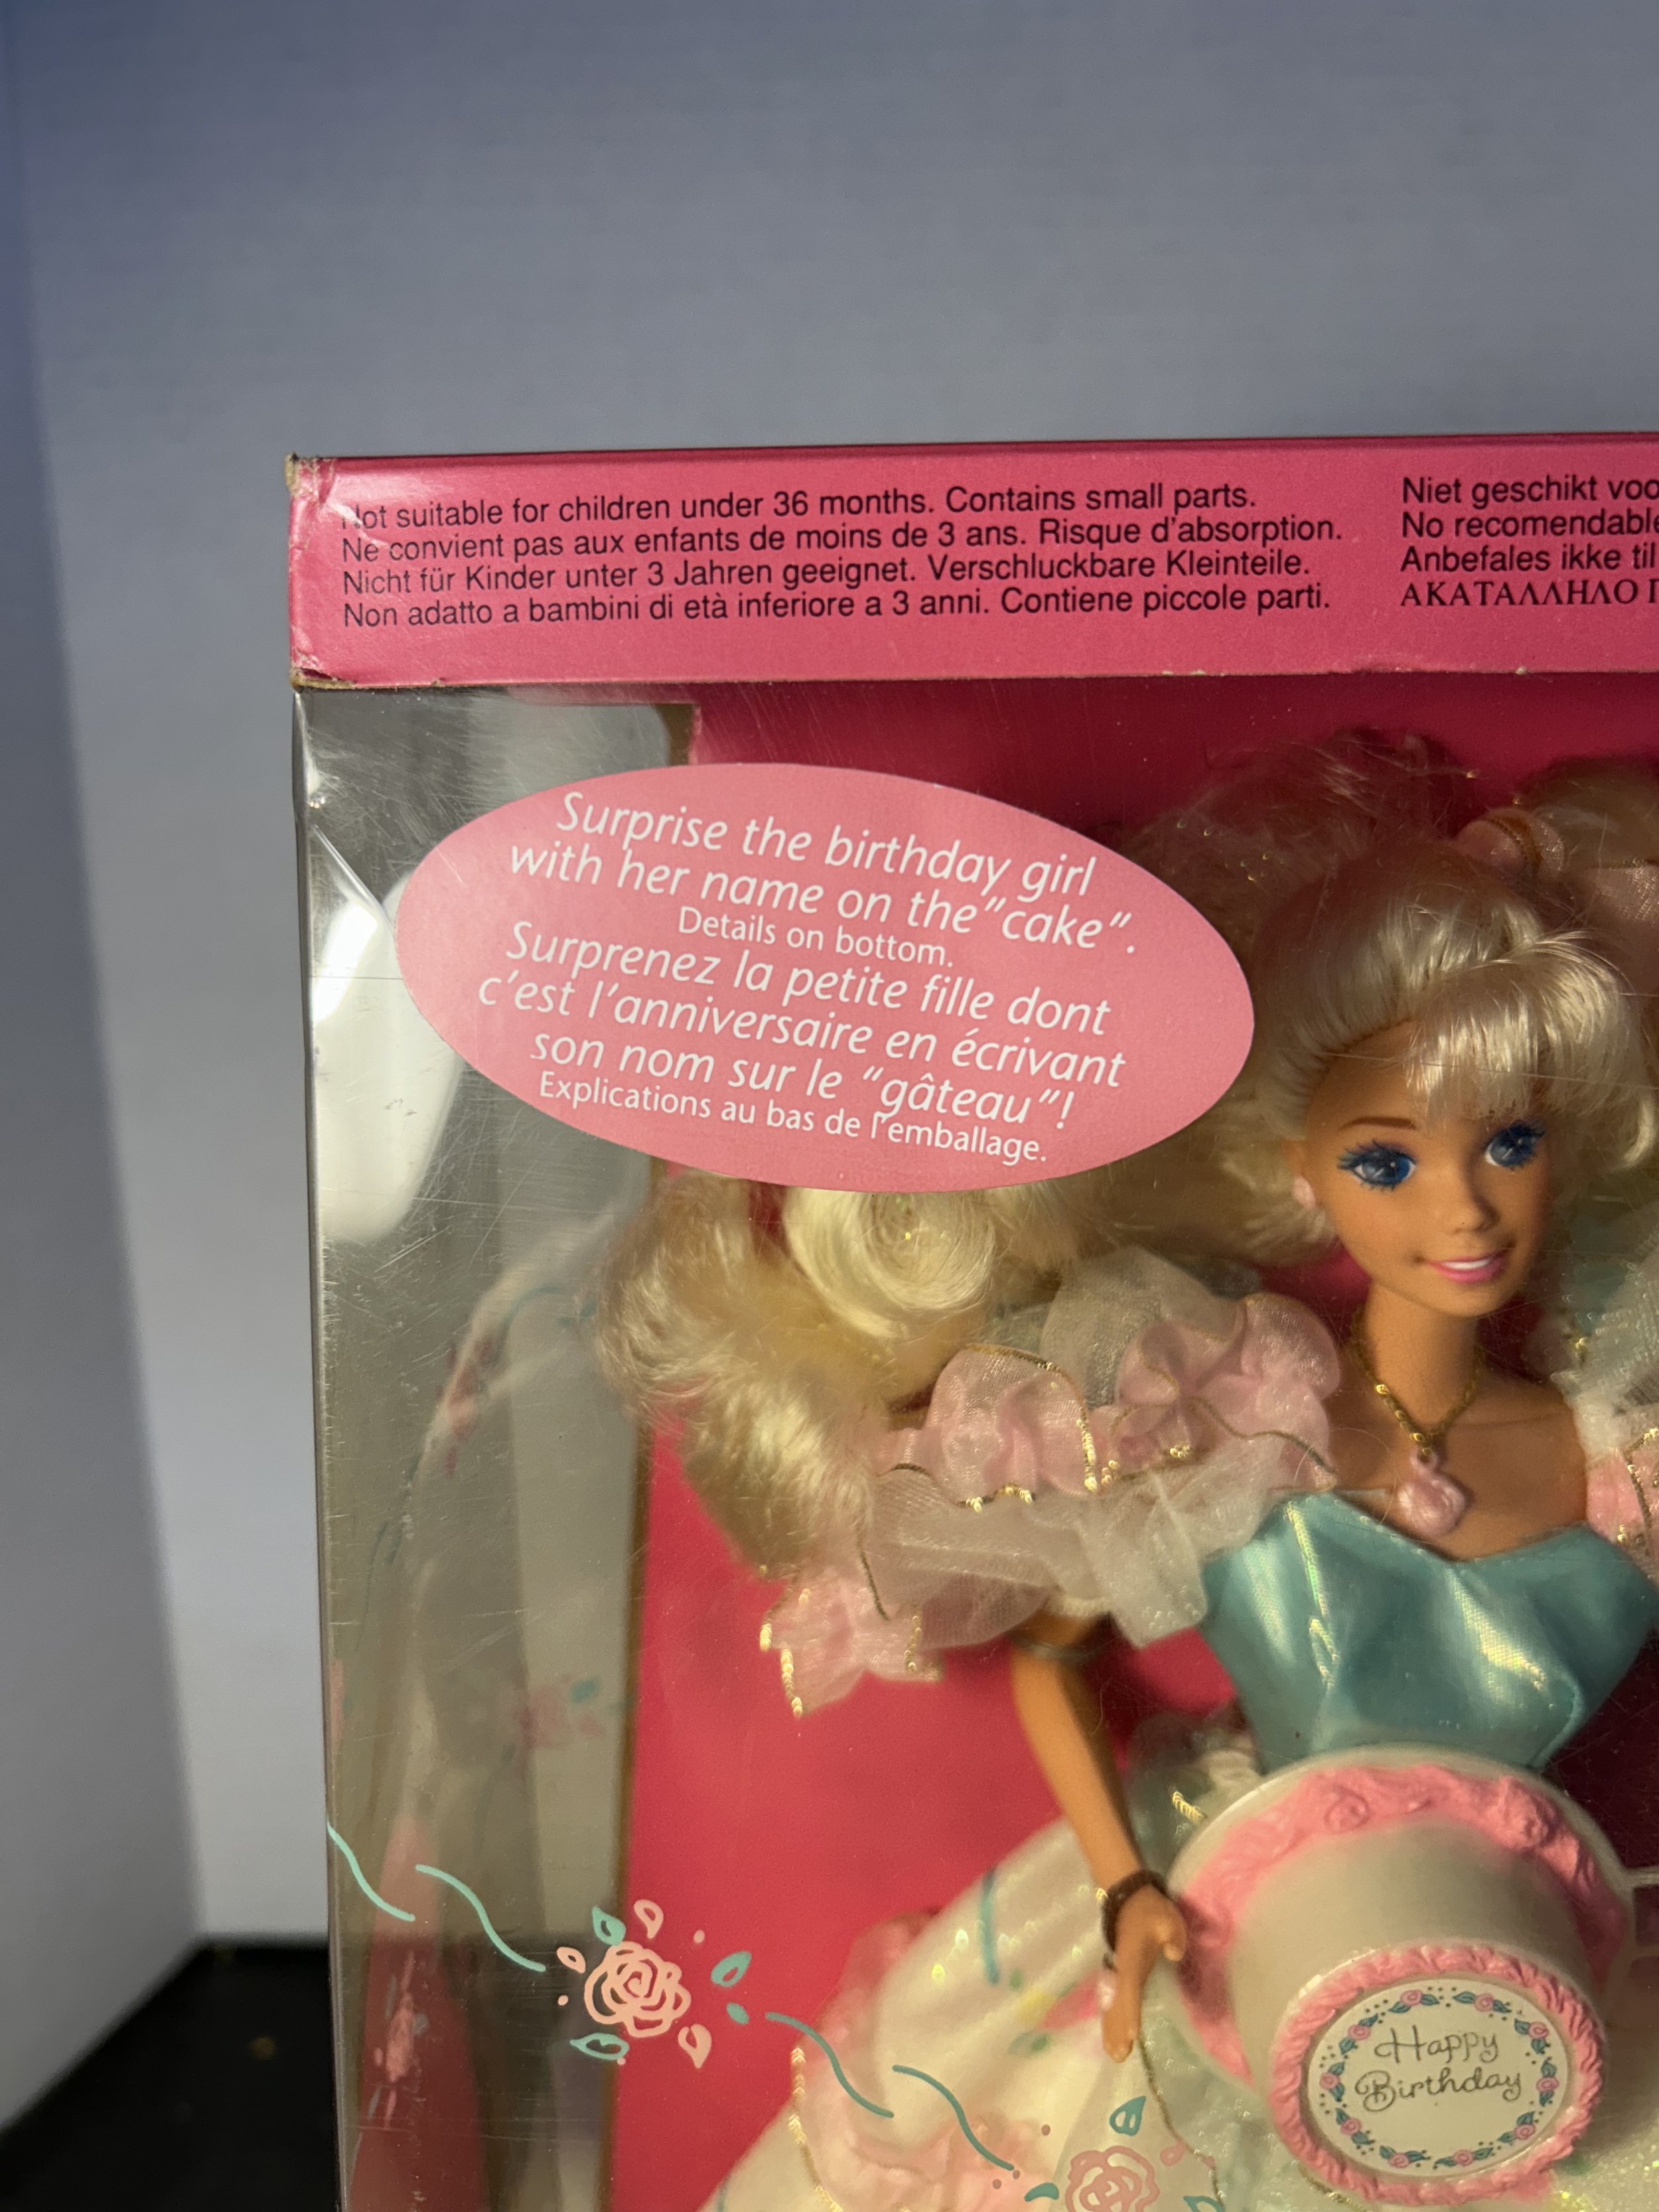 Not suitable for children under 36 months. Contains small parts.
Ne convient pas aux enfants de moins de 3 ans. Risque d'absorption.
Nicht für Kinder unter 3 Jahren geeignet. Verschluckbare Kleinteile.
Non adatto a bambini di età inferiore a 3 anni. Contiene piccole parti.
Niet geschikt
No
Anbefales ikke til
Surprise the birthday girl
with her name on the "cake".
Details on bottom.
Surprenez la petite fille dont
c'est l'anniversaire en écrivant
son nom sur le "gâteau"!
Explications au bas de l'emballage.
Happy
Birthday